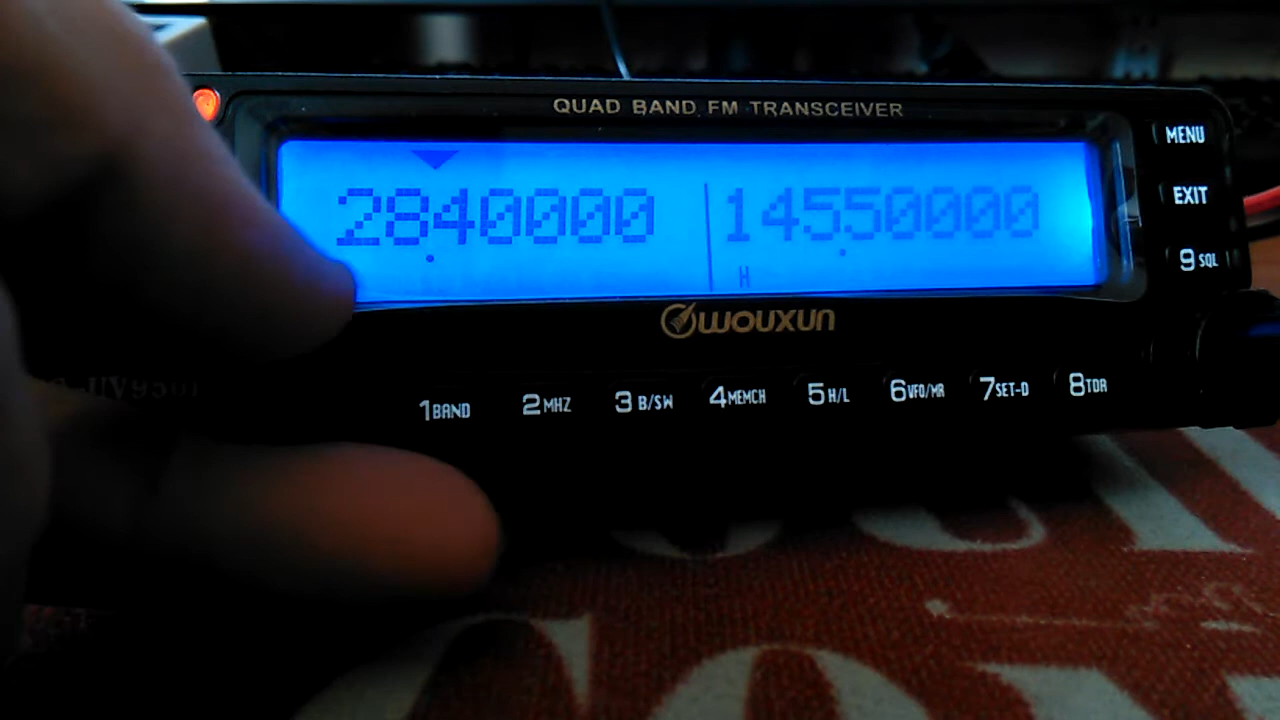 QUAD BAND FM TRANSCEIVER
MENU
28.40000 145.50000
EXIT
H
9 SQL
WOUXUN
1BAND 2MHZ 3B/SW 4MEMCH 5H/L 6VFO/MR 7SET-D 8TDR